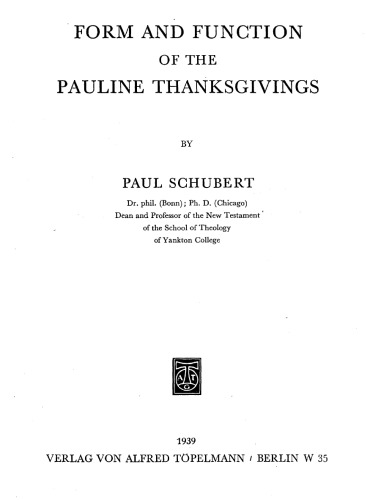 FORM AND FUNCTION
OF THE
PAULINE THANKSGIVINGS
BY
PAUL SCHUBERT
Dr. phil. (Bonn); Ph. D. (Chicago)
Dean and Professor of the New Testament
of the School of Theology
of Yankton College
A T
G
1939
VERLAG VON ALFRED TÖPELMANN / BERLIN W 35